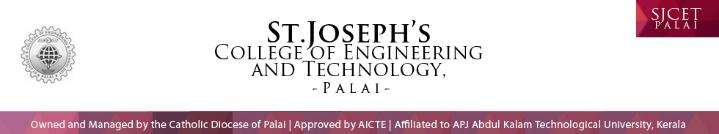 SJCET
PALAI
ST.JOSEPH'S
COLLEGE OF ENGINEERING
AND TECHNOLOGY,
-PALAI-
Owned and Managed by the Catholic Diocese of Palai | Approved by AICTE | Affiliated to APJ Abdul Kalam Technological University, Kerala